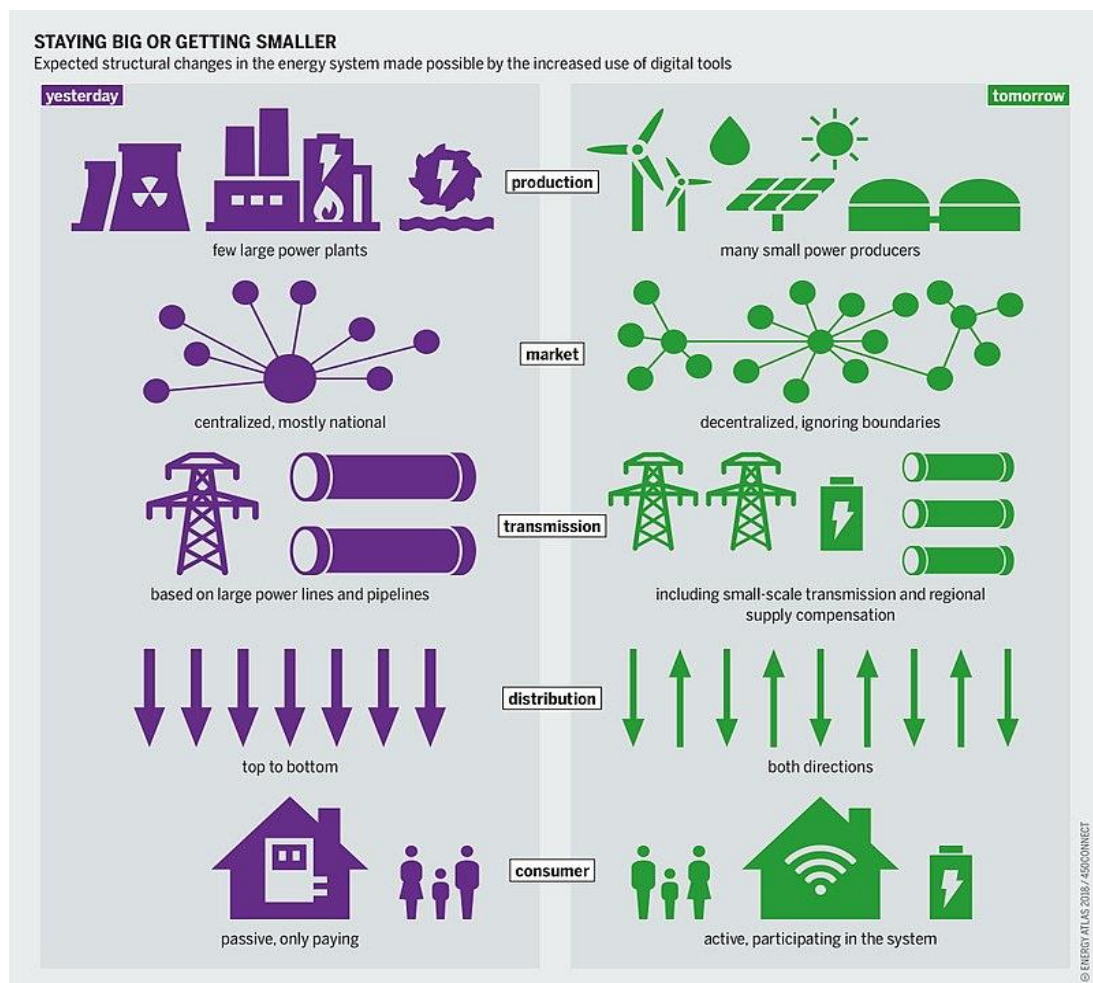 STAYING BIG OR GETTING SMALLER
Expected structural changes in the energy system made possible by the increased use of digital tools
yesterday
tomorrow
production
few large power plants
many small power producers
market
centralized, mostly national
decentralized, ignoring boundaries
transmission
based on large power lines and pipelines
including small-scale transmission and regional
supply compensation
distribution
top to bottom
both directions
consumer
passive, only paying
active, participating in the system
© ENERGY ATLAS 2018 / 450CONNECT